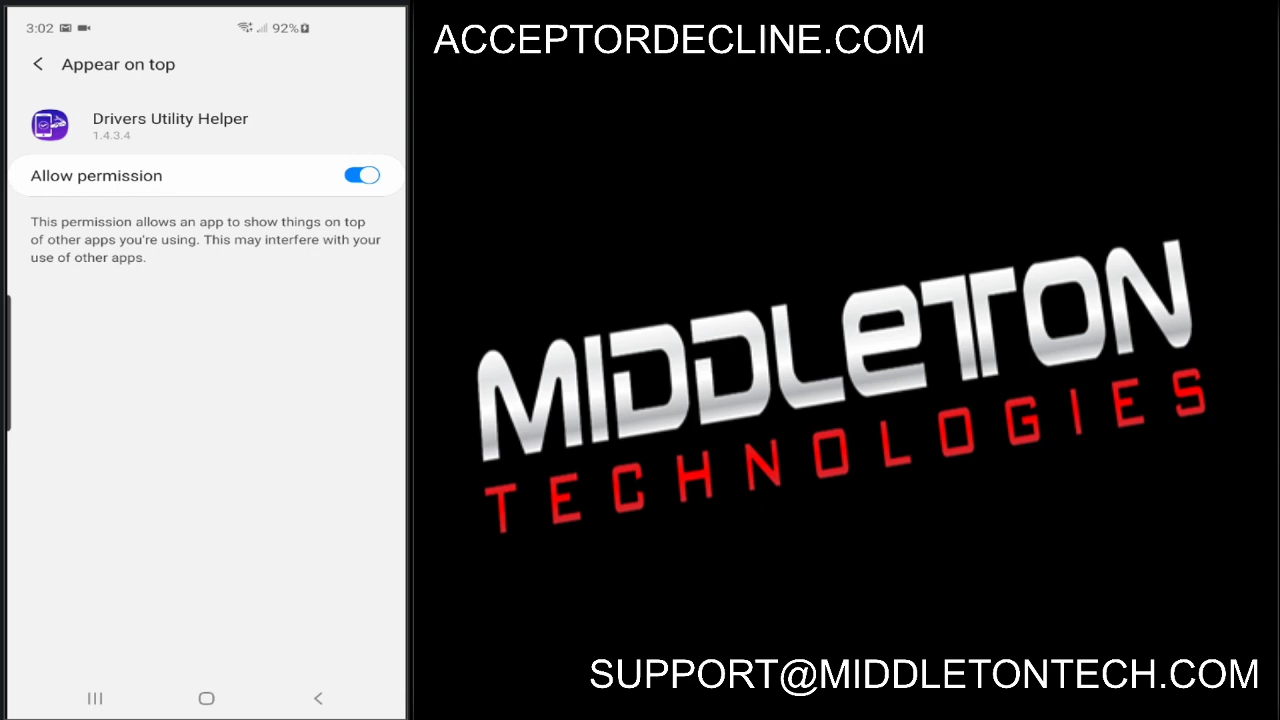 3:02
92%
Appear on top
Drivers Utility Helper
1.4.3.4
Allow permission
This permission allows an app to show things on top
of other apps you're using. This may interfere with your
use of other apps.
ACCEPTORDECLINE.COM
MIDDLETON
TECHNOLOGIES
SUPPORT@MIDDLETONTECH.COM